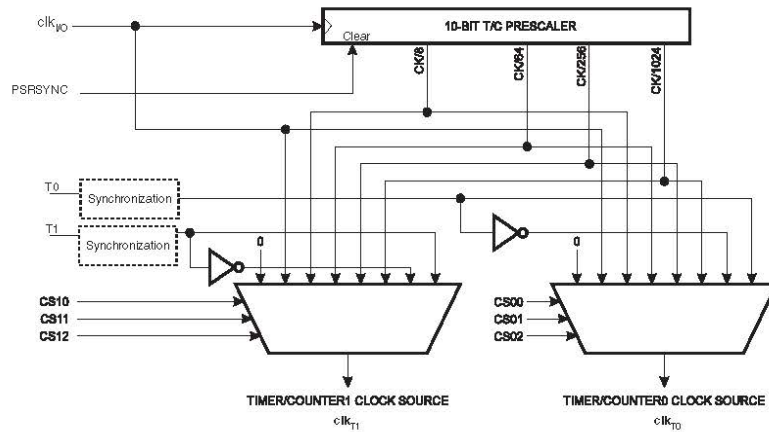 clkI/O
10-BIT T/C PRESCALER
Clear
CK/8
CK/64
CK/256
CK/1024
PSRSYNC
T0
Synchronization
T1
Synchronization
0
0
CS10
CS11
CS12
CS00
CS01
CS02
TIMER/COUNTER1 CLOCK SOURCE
clkT1
TIMER/COUNTER0 CLOCK SOURCE
clkT0